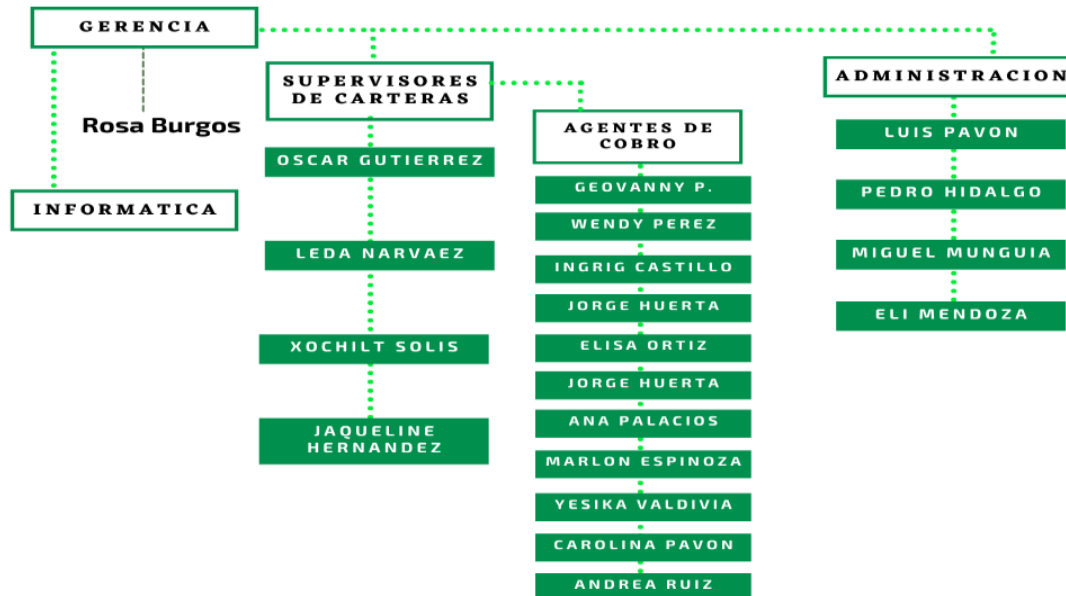 GERENCIA
Rosa Burgos
INFORMATICA
SUPERVISORES
DE CARTERAS
OSCAR GUTIERREZ
LEDA NARVAEZ
XOCHILT SOLIS
JAQUELINE
HERNANDEZ
AGENTES DE
COBRO
GEOVANNY P.
WENDY PEREZ
INGRIG CASTILLO
JORGE HUERTA
ELISA ORTIZ
JORGE HUERTA
ANA PALACIOS
MARLON ESPINOZA
YESIKA VALDIVIA
CAROLINA PAVON
ANDREA RUIZ
ADMINISTRACION
LUIS PAVON
PEDRO HIDALGO
MIGUEL MUNGUIA
ELI MENDOZA